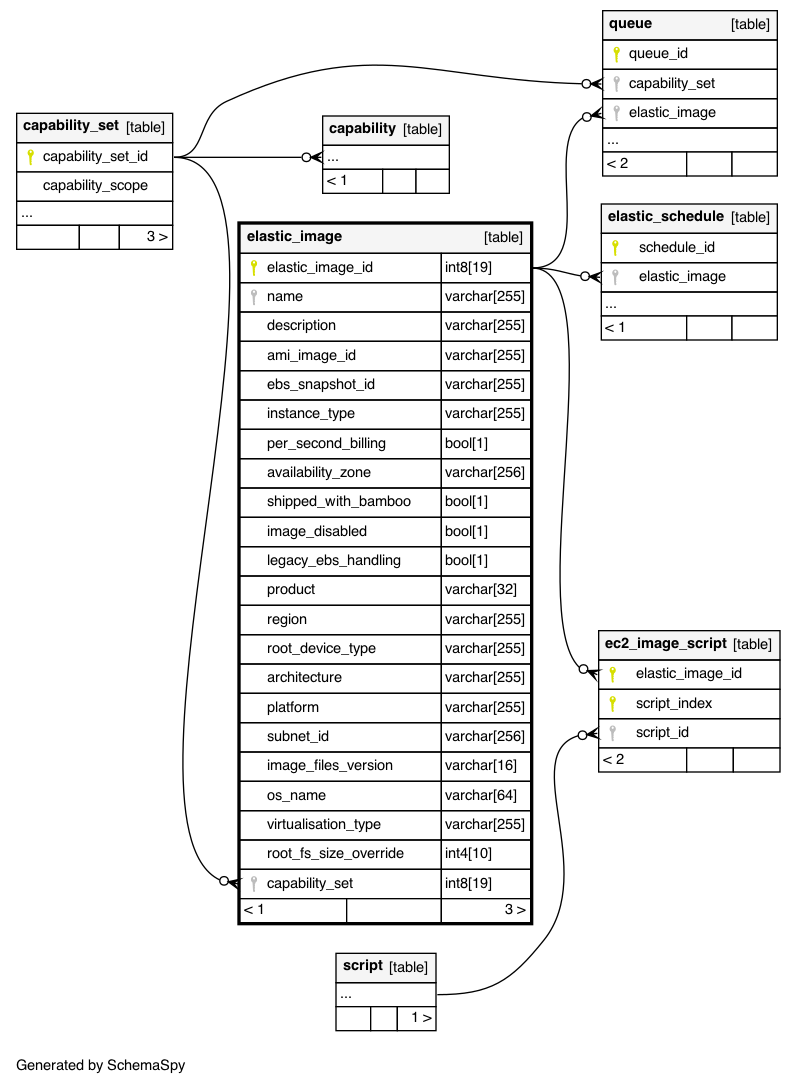 queue [table]
queue_id
capability_set
elastic_image
...
< 2
capability_set [table]
capability_set_id
capability_scope
...
3 >
capability [table]
...
< 1
elastic_schedule [table]
schedule_id
elastic_image
...
< 1
elastic_image [table]
elastic_image_id int8[19]
name varchar[255]
description varchar[255]
ami_image_id varchar[255]
ebs_snapshot_id varchar[255]
instance_type varchar[255]
per_second_billing bool[1]
availability_zone varchar[256]
shipped_with_bamboo bool[1]
image_disabled bool[1]
legacy_ebs_handling bool[1]
product varchar[32]
region varchar[255]
root_device_type varchar[255]
architecture varchar[255]
platform varchar[255]
subnet_id varchar[256]
image_files_version varchar[16]
os_name varchar[64]
virtualisation_type varchar[255]
root_fs_size_override int4[10]
capability_set int8[19]
< 1 3 >
ec2_image_script [table]
elastic_image_id
script_index
script_id
< 2
script [table]
...
1 >
Generated by SchemaSpy